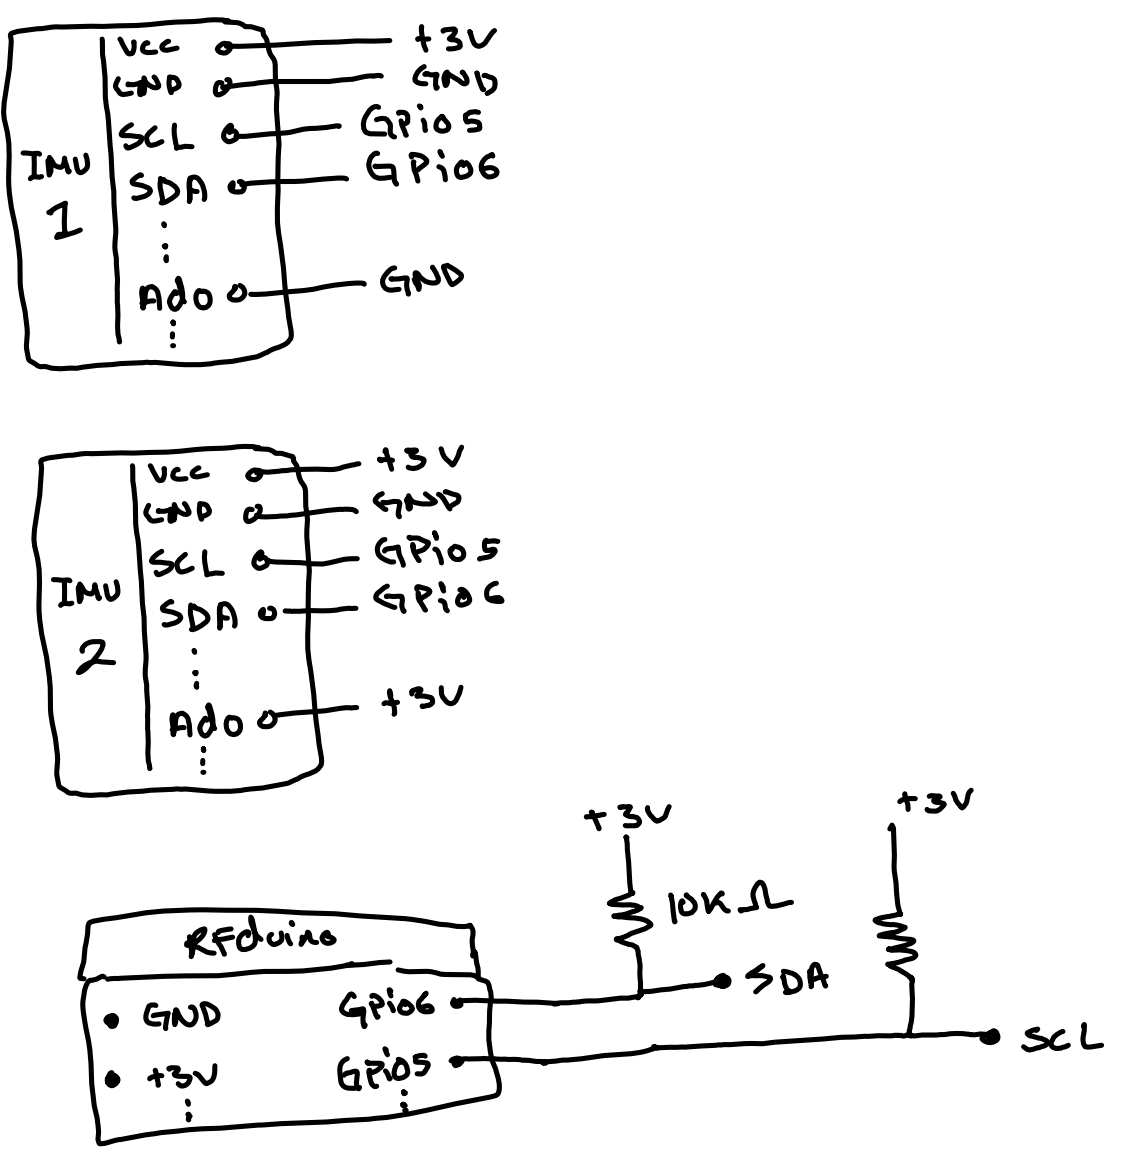 VCC +3V
GND GND
SCL GPio5
IMU SDA GPio6
1
Ado GND
VCC +3V
GND GND
SCL GPio5
IMU SDA GPio6
2
Ado +3V
+3V +3V
10K Ω
RFduino
SDA
GND GPio6
SCL
+3V GPio5